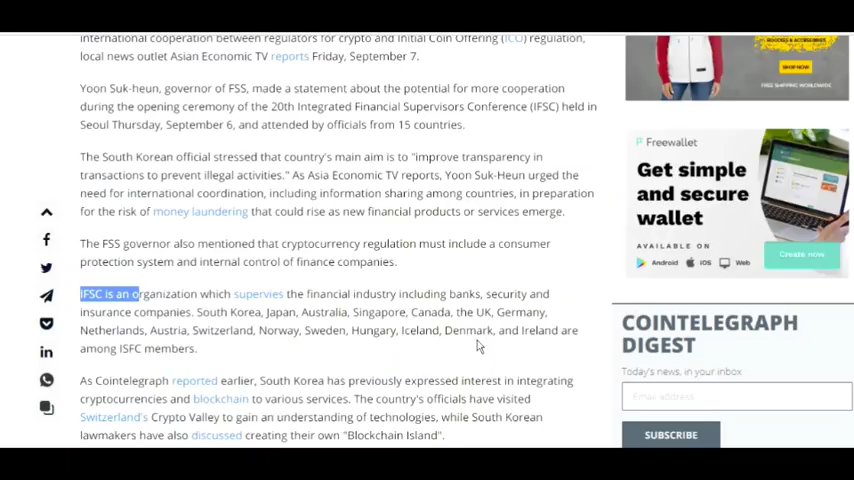 international cooperation between regulators for crypto and Initial Coin Offering (ICO) regulation,
local news outlet Asian Economic TV reports Friday, September 7.
Yoon Suk-heun, governor of FSS, made a statement about the potential for more cooperation
during the opening ceremony of the 20th Integrated Financial Supervisors Conference (IFSC) held in
Seoul Thursday, September 6, and attended by officials from 15 countries.
The South Korean official stressed that country's main aim is to "improve transparency in
transactions to prevent illegal activities." As Asia Economic TV reports, Yoon Suk-Heun urged the
need for international coordination, including information sharing among countries, in preparation
for the risk of money laundering that could rise as new financial products or services emerge.
The FSS governor also mentioned that cryptocurrency regulation must include a consumer
protection system and internal control of finance companies.
IFSC is an organization which supervies the financial industry including banks, security and
insurance companies. South Korea, Japan, Australia, Singapore, Canada, the UK, Germany,
Netherlands, Austria, Switzerland, Norway, Sweden, Hungary, Iceland, Denmark, and Ireland are
among ISFC members.
As Cointelegraph reported earlier, South Korea has previously expressed interest in integrating
cryptocurrencies and blockchain to various services. The country's officials have visited
Switzerland's Crypto Valley to gain an understanding of technologies, while South Korean
lawmakers have also discussed creating their own "Blockchain Island".
SHOP NOW
FREE SHIPPING WORLDWIDE
Freewallet
Get simple
and secure
wallet
AVAILABLE ON
Android iOS Web
Create now
COINTELEGRAPH
DIGEST
Today's news, in your inbox
Email address
SUBSCRIBE